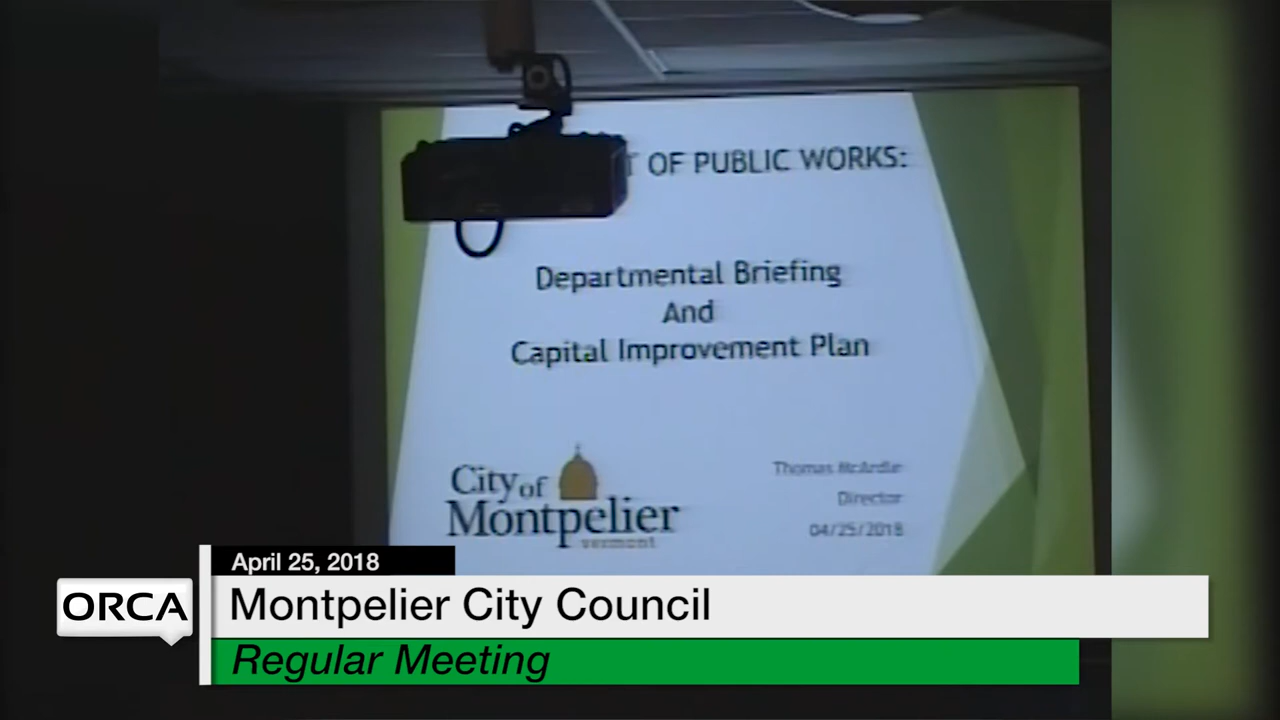 T OF PUBLIC WORKS:
Departmental Briefing
And
Capital Improvement Plan
City of
Montpelier
vermont
Thomas McArdle
Director
04/25/2018
April 25, 2018
ORCA
Montpelier City Council
Regular Meeting